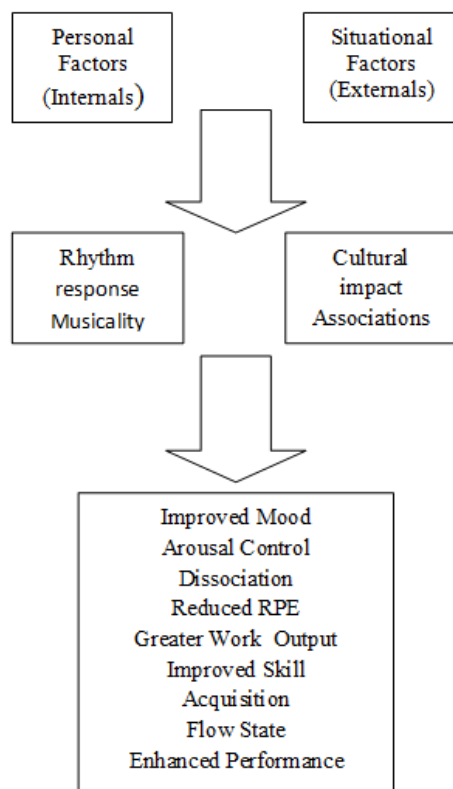 Personal
Factors
(Internals)
Situational
Factors
(Externals)
Rhythm
response
Musicality
Cultural
impact
Associations
Improved Mood
Arousal Control
Dissociation
Reduced RPE
Greater Work Output
Improved Skill
Acquisition
Flow State
Enhanced Performance